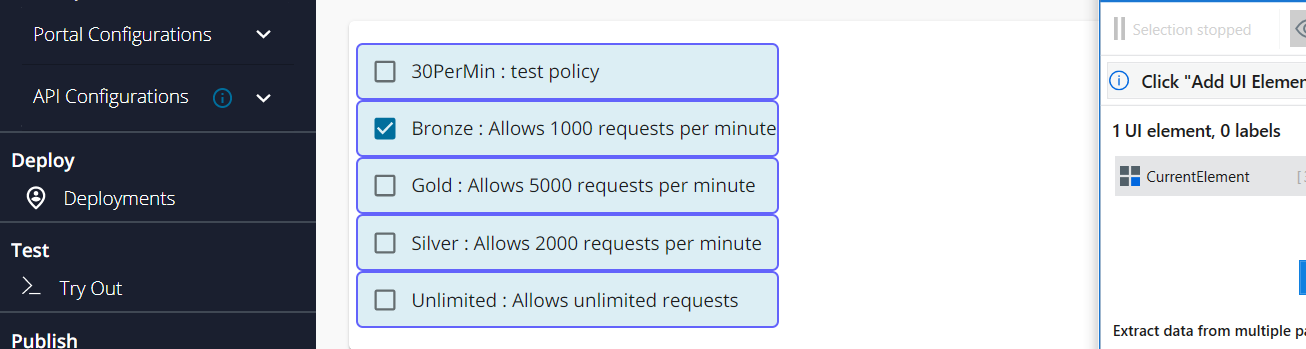 Portal Configurations
API Configurations
Deploy
Deployments
Test
Try Out
Publish
30PerMin : test policy
Bronze : Allows 1000 requests per minute
Gold : Allows 5000 requests per minute
Silver : Allows 2000 requests per minute
Unlimited : Allows unlimited requests
Selection stopped
Click "Add UI Elemen
1 UI element, 0 labels
CurrentElement
Extract data from multiple pa